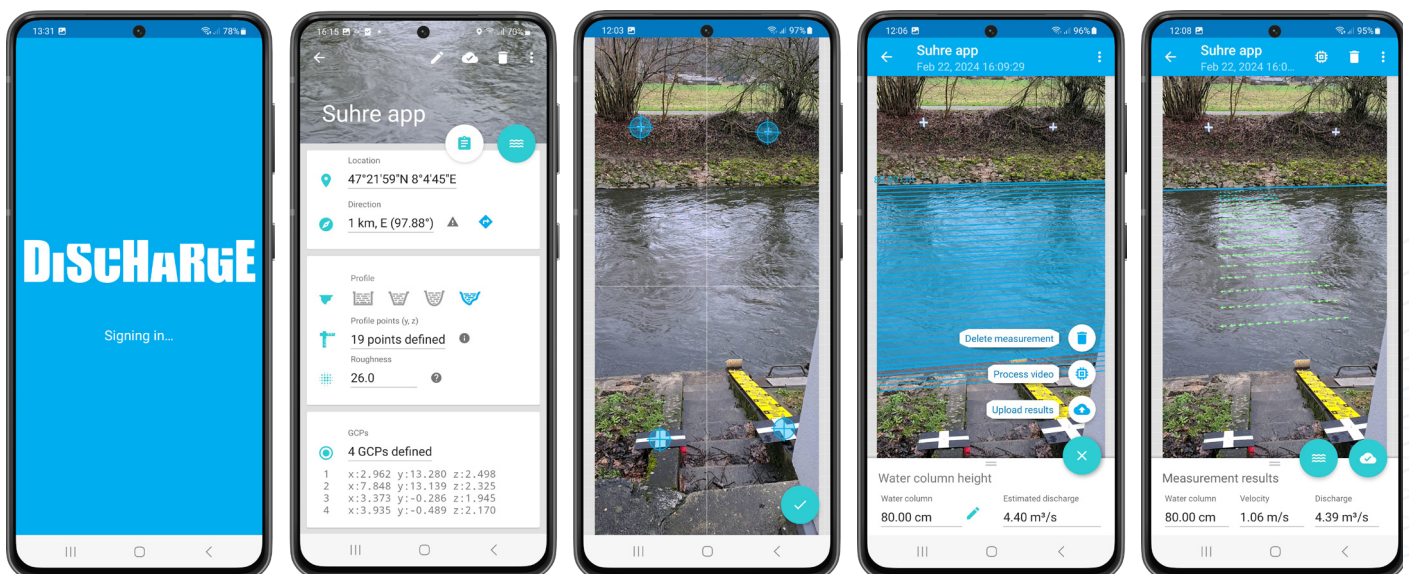 13:31
78%
DiSCHARGE
Signing in...
16:15
70%
Suhre app
Location
47°21'59"N 8°4'45"E
Direction
1 km, E (97.88°)
Profile
Profile points (y, z)
19 points defined
Roughness
26.0
GCPs
4 GCPs defined
1 x:2.962 y:13.280 z:2.498
2 x:7.848 y:13.139 z:2.325
3 x:3.373 y:-0.286 z:1.945
4 x:3.935 y:-0.489 z:2.170
12:03
97%
12:06
96%
Suhre app
Feb 22, 2024 16:09:29
Delete measurement
Process video
Upload results
Water column height
Water column
Estimated discharge
80.00 cm
4.40 m³/s
12:08
95%
Suhre app
Feb 22, 2024 16:0...
Measurement results
Water column
Velocity
Discharge
80.00 cm
1.06 m/s
4.39 m³/s